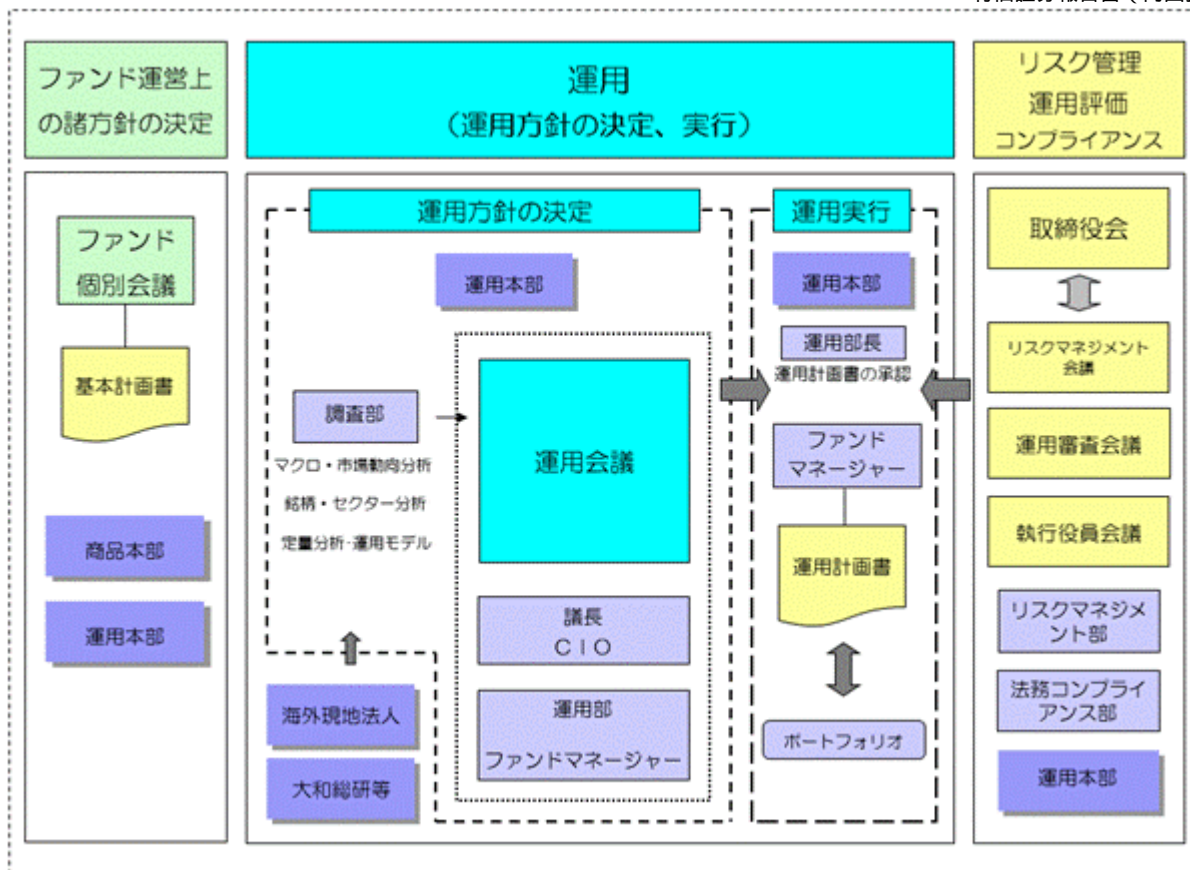 ファンド運営上
の諸方針の決定
運用
（運用方針の決定、実行）
リスク管理
運用評価
コンプライアンス
ファンド
個別会議
基本計画書
商品本部
運用本部
運用方針の決定
運用本部
調査部
マクロ・市場動向分析
銘柄・セクター分析
定量分析･運用モデル
海外現地法人
大和総研等
運用会議
議長
ＣＩＯ
運用部
ファンドマネージャー
運用実行
運用本部
運用部長
運用計画書の承認
ファンド
マネージャー
運用計画書
ポートフォリオ
取締役会
リスクマネジメント
会議
運用審査会議
執行役員会議
リスクマネジメ
ント部
法務コンプライ
アンス部
運用本部